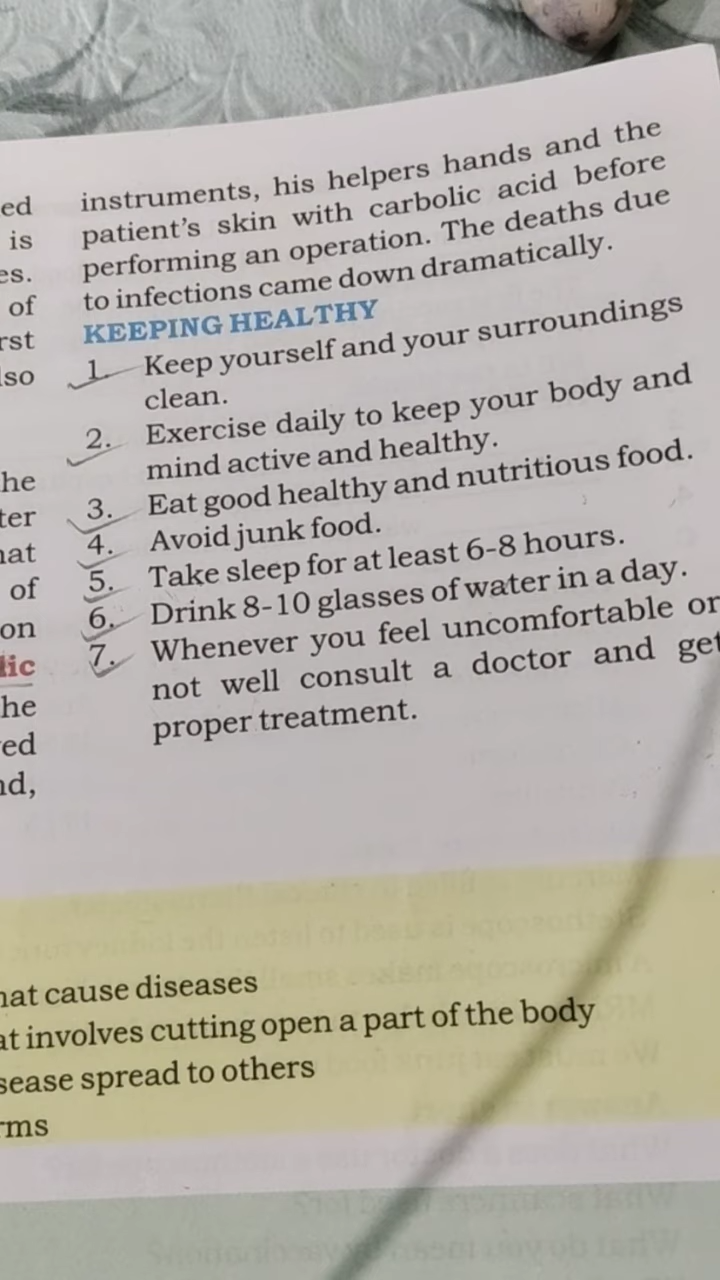 ed
is
es.
of
rst
lso
he
ter
hat
of
on
lic
he
ed
nd,
instruments, his helpers hands and the
patient's skin with carbolic acid before
performing an operation. The deaths due
to infections came down dramatically.
KEEPING HEALTHY
1. Keep yourself and your surroundings
clean.
2. Exercise daily to keep your body and
mind active and healthy.
3. Eat good healthy and nutritious food.
4. Avoid junk food.
5. Take sleep for at least 6-8 hours.
6. Drink 8-10 glasses of water in a day.
7. Whenever you feel uncomfortable or
not well consult a doctor and get
proper treatment.
hat cause diseases
at involves cutting open a part of the body
sease spread to others
rms